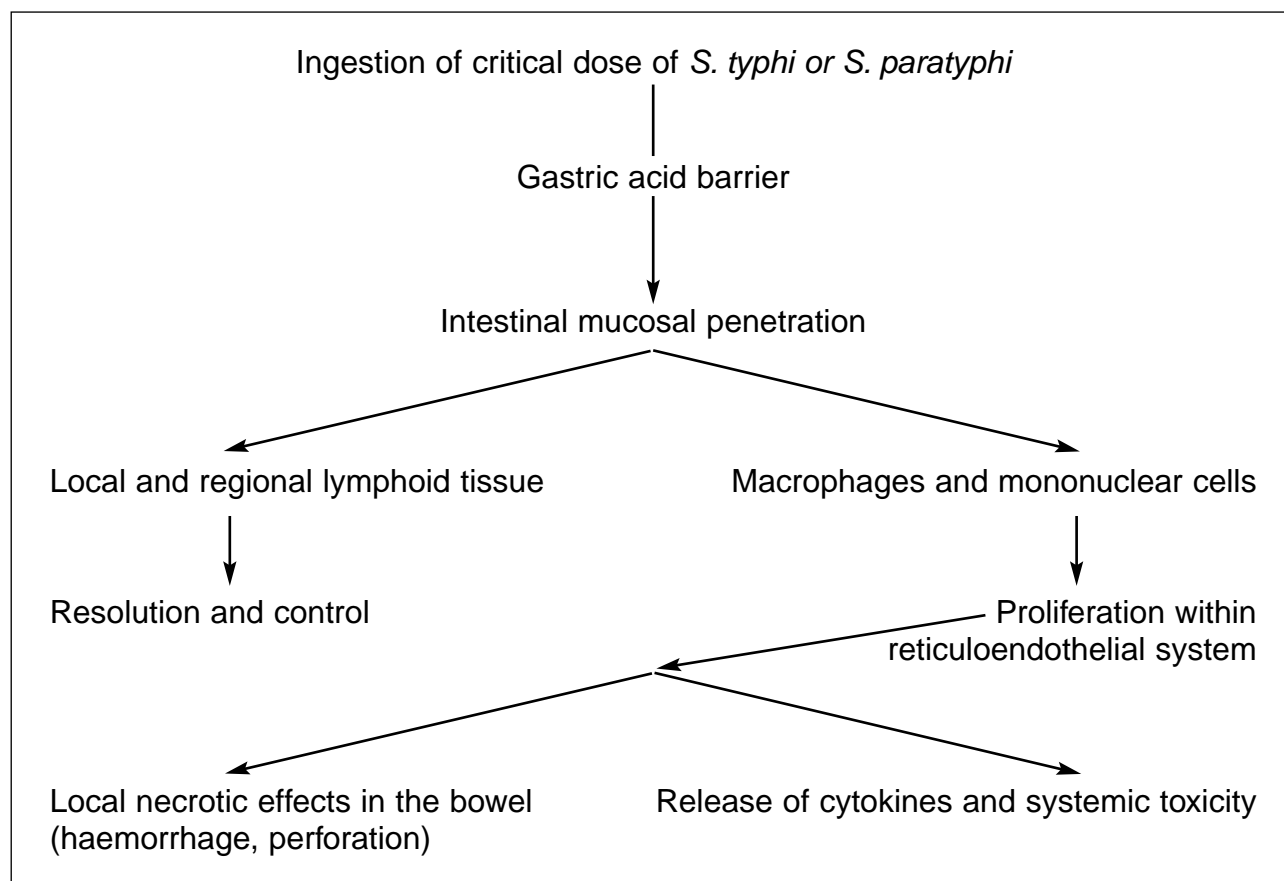 Ingestion of critical dose of S. typhi or S. paratyphi
Gastric acid barrier
Intestinal mucosal penetration
Local and regional lymphoid tissue
Macrophages and mononuclear cells
Resolution and control
Proliferation within
reticuloendothelial system
Local necrotic effects in the bowel
(haemorrhage, perforation)
Release of cytokines and systemic toxicity